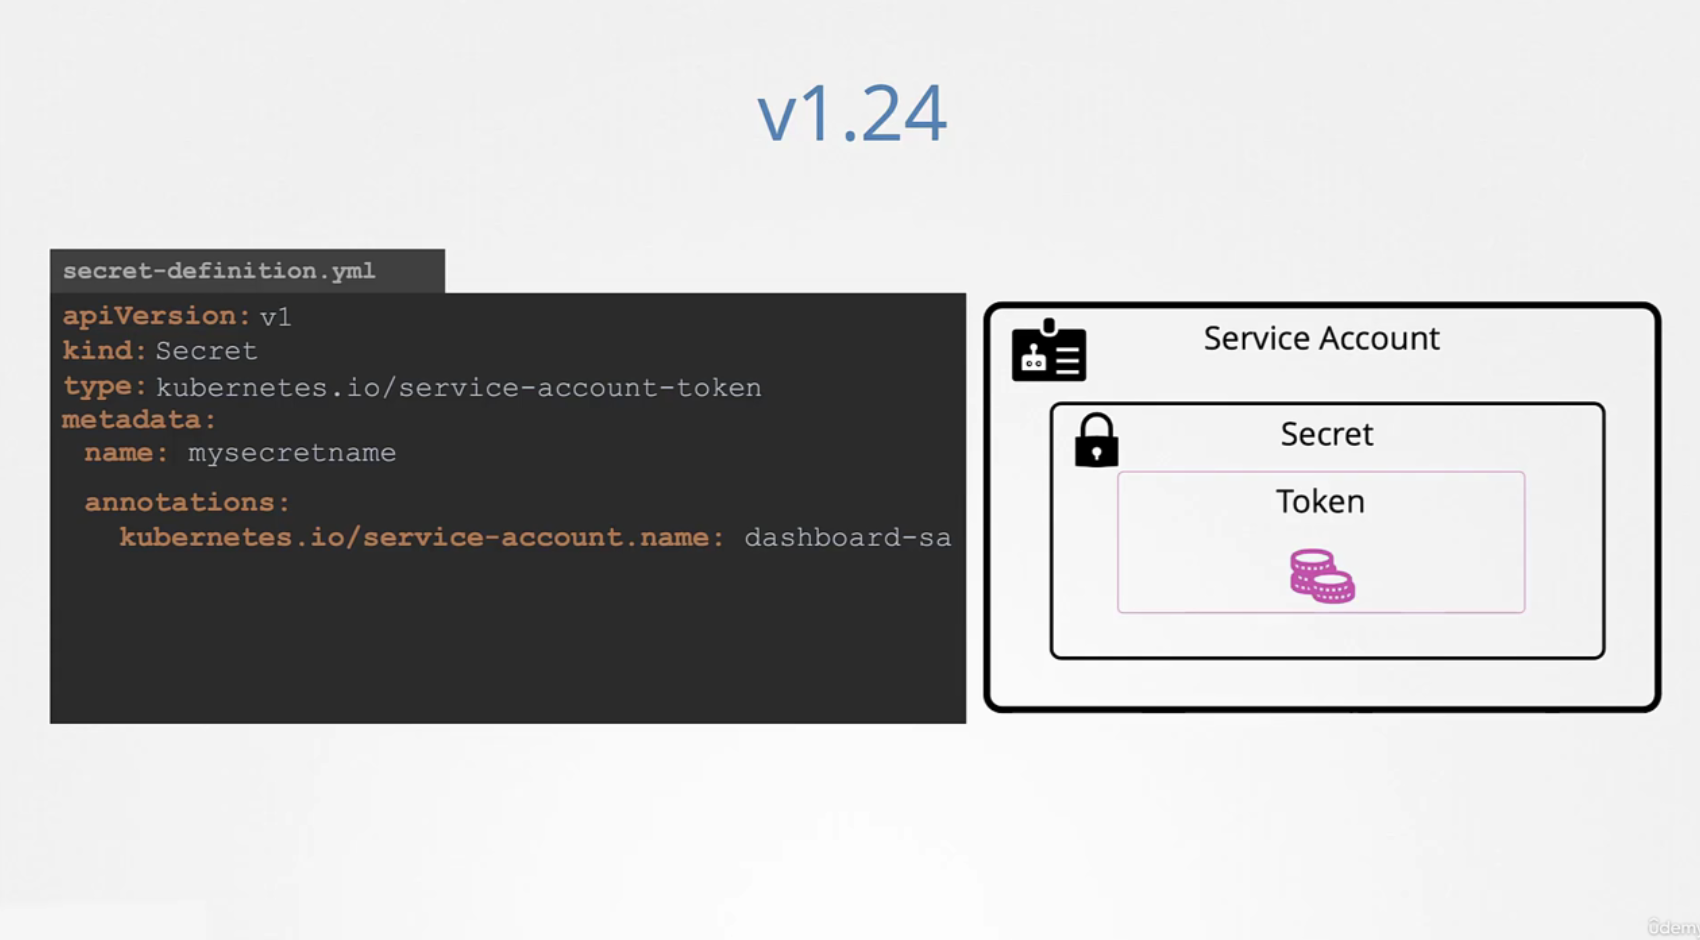 v1.24
secret-definition.yml
apiVersion: v1
kind: Secret
type: kubernetes.io/service-account-token
metadata:
name: mysecretname
annotations:
kubernetes.io/service-account.name: dashboard-sa
Service Account
Secret
Token